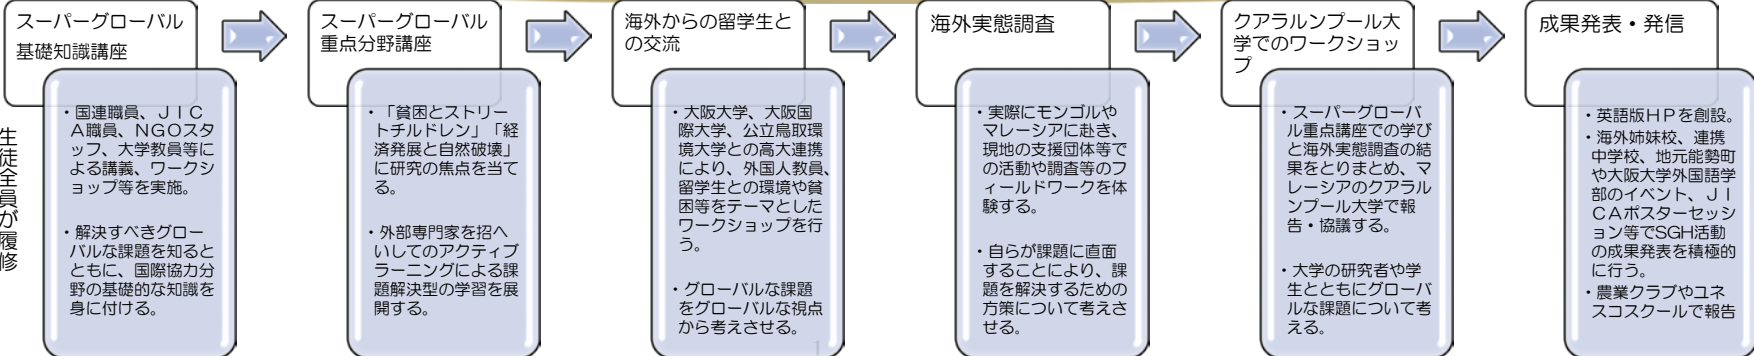 生徒全員が履修
スーパーグローバル
基礎知識講座
・国連職員、ＪＩＣ
Ａ職員、ＮＧＯスタ
ッフ、大学教員等に
よる講義、ワークシ
ョップ等を実施。
・解決すべきグロー
バルな課題を知ると
ともに、国際協力分
野の基礎的な知識を
身に付ける。
スーパーグローバル
重点分野講座
・「貧困とストリー
トチルドレン」「経
済発展と自然破壊」
に研究の焦点を当て
る。
・外部専門家を招へ
いしてのアクティブ
ラーニングによる課
題解決型の学習を展
開する。
海外からの留学生と
の交流
・大阪大学、大阪国
際大学、公立鳥取環
境大学との高大連携
により、外国人教員、
留学生との環境や貧
困等をテーマとした
ワークショップを行
う。
・グローバルな課題
をグローバルな視点
から考えさせる。
海外実態調査
・実際にモンゴルや
マレーシアに赴き、
現地の支援団体等で
の活動や調査等のフ
ィールドワークを体
験する。
・自らが課題に直面
することにより、課
題を解決するための
方策について考えさ
せる。
クアラルンプール大
学でのワークショッ
プ
・スーパーグローバ
ル重点講座での学び
と海外実態調査の結
果をとりまとめ、マ
レーシアのクアラル
ンプール大学で報
告・協議する。
・大学の研究者や学
生とともにグローバ
ルな課題について考
える。
成果発表・発信
・英語版ＨＰを創設。
・海外姉妹校、連携
中学校、地元能勢町
や大阪大学外国語学
部のイベント、ＪＩ
ＣＡポスターセッシ
ョン等でSGH活動
の成果発表を積極的
に行う。
・農業クラブやユネ
スコスクールで報告
1